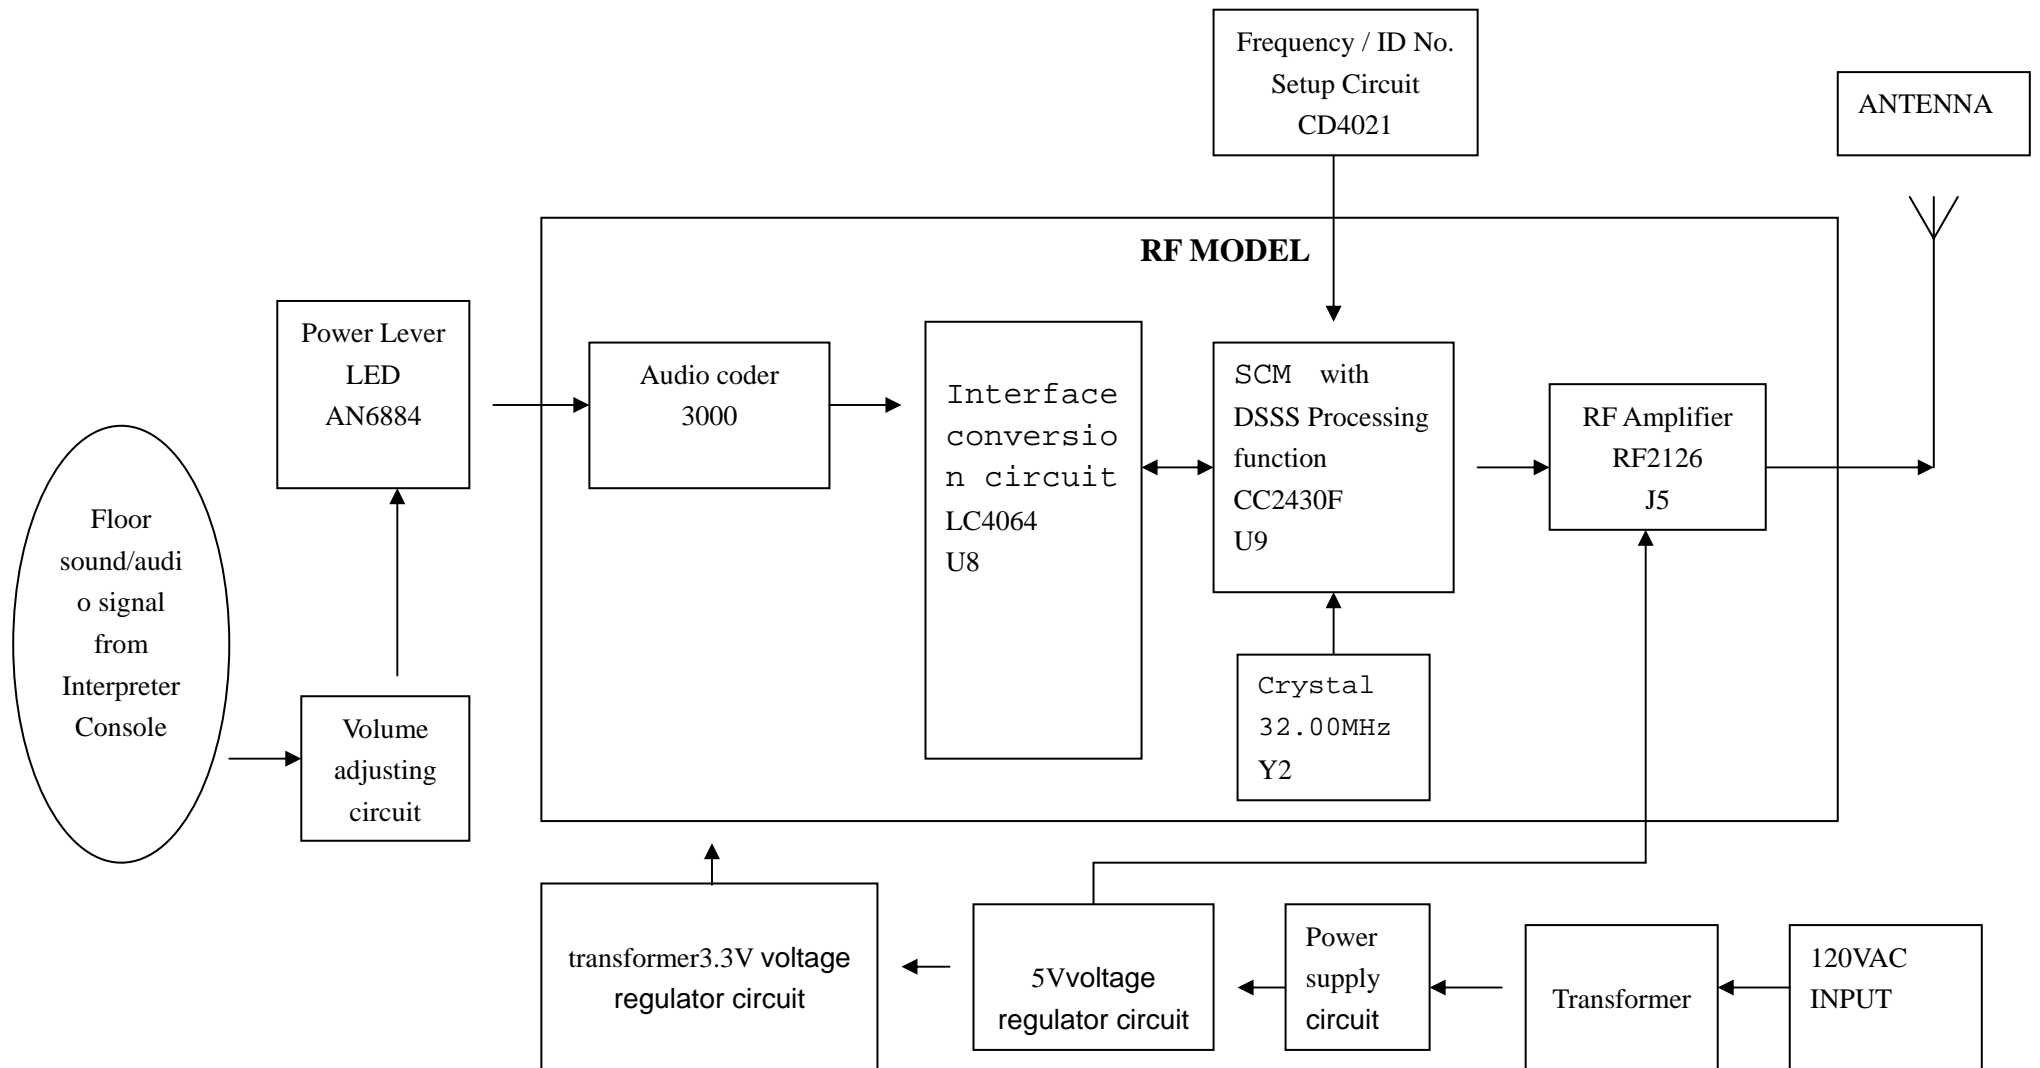 Frequency / ID No.
Setup Circuit
CD4021
ANTENNA
RF MODEL
Power Lever
LED
AN6884
Audio coder
3000
Interface
conversio
n circuit
LC4064
U8
SCM with
DSSS Processing
function
CC2430F
U9
RF Amplifier
RF2126
J5
Floor
sound/audi
o signal
from
Interpreter
Console
Volume
adjusting
circuit
Crystal
32.00MHz
Y2
transformer3.3V voltage
regulator circuit
5Vvoltage
regulator circuit
Power
supply
circuit
Transformer
120VAC
INPUT